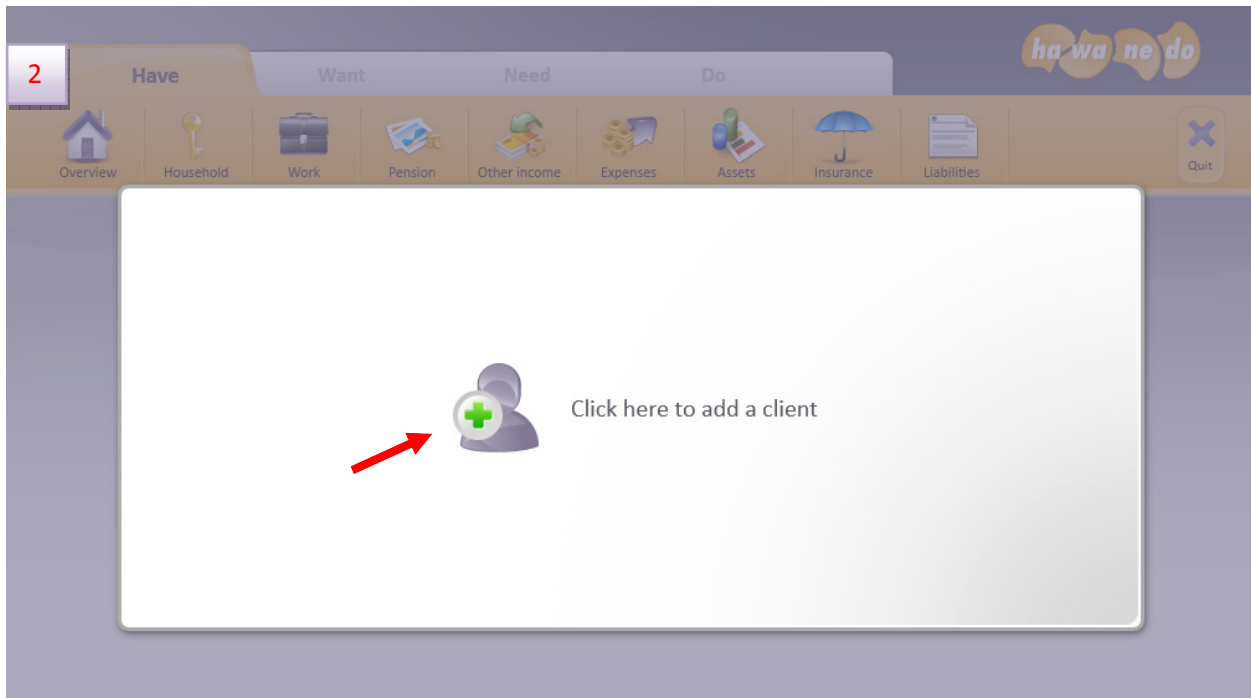 ha wa ne do
2
Have Want Need Do
Overview Household Work Pension Other income Expenses Assets Insurance Liabilities Quit
Click here to add a client